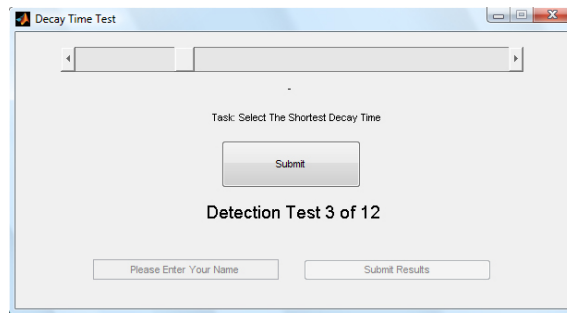 Decay Time Test
-
Task: Select The Shortest Decay Time
Submit
Detection Test 3 of 12
Please Enter Your Name
Submit Results